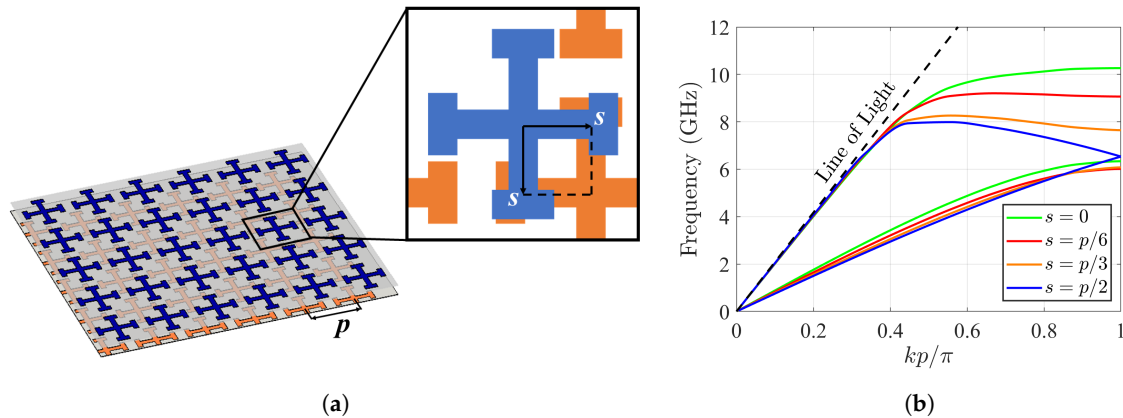 s
s
p
(a)
12
10
8
6
4
2
0
Frequency (GHz)
Line of Light
s = 0
s = p/6
s = p/3
s = p/2
0
0.2
0.4
0.6
0.8
1
kp/π
(b)